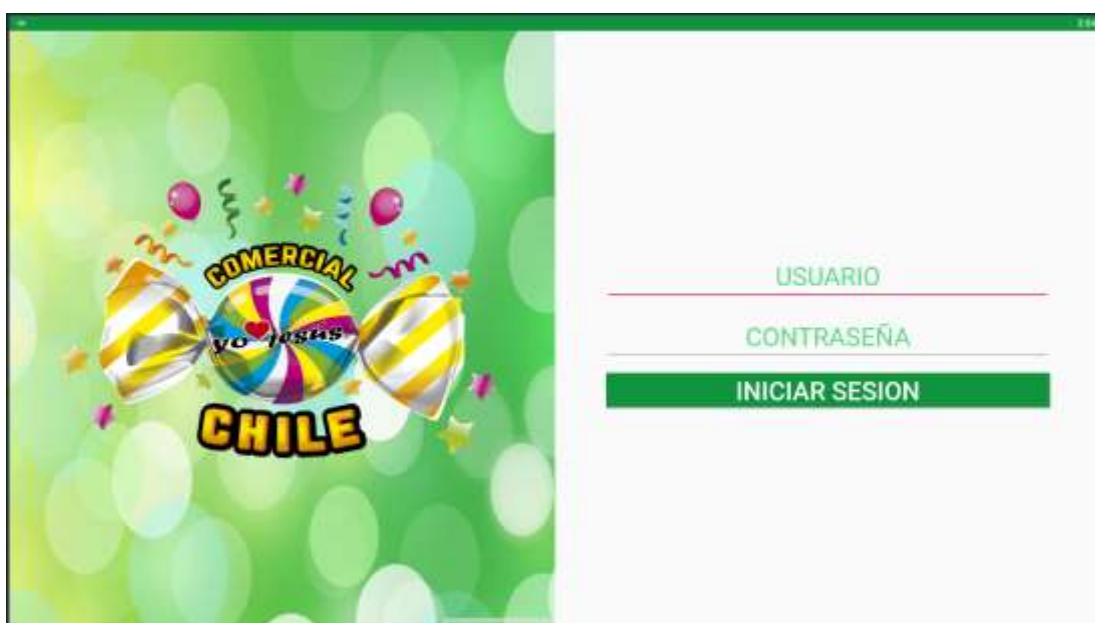 COMERCIAL
yo Jesus
CHILE
USUARIO
CONTRASEÑA
INICIAR SESION